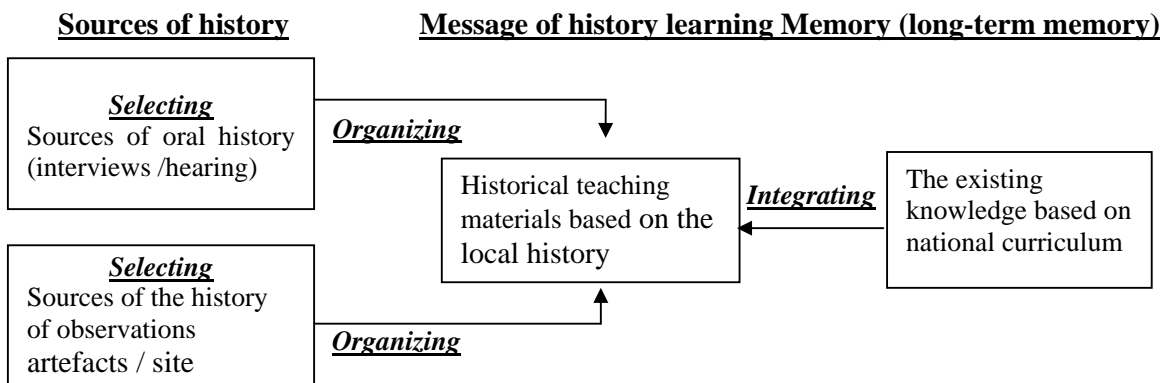 Sources of history
Message of history learning Memory (long-term memory)
Selecting
Sources of oral history
(interviews /hearing)
Organizing
Historical teaching
materials based on the
local history
Integrating
The existing
knowledge based on
national curriculum
Selecting
Sources of the history
of observations
artefacts / site
Organizing